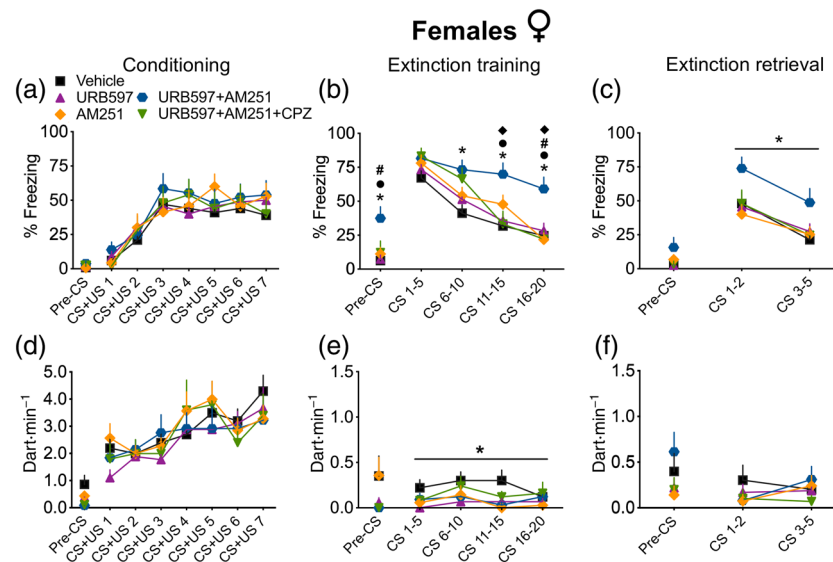 Females ♀
Conditioning
Extinction training
Extinction retrieval
(a)
Vehicle
URB597
URB597+AM251
AM251
URB597+AM251+CPZ
% Freezing
100
75
50
25
0
Pre-CS
CS+US 1
CS+US 2
CS+US 3
CS+US 4
CS+US 5
CS+US 6
CS+US 7
(b)
% Freezing
100
75
50
25
0
#
*
*
*
#
*
Pre-CS
CS 1-5
CS 6-10
CS 11-15
CS 16-20
(c)
% Freezing
100
75
50
25
0
*
Pre-CS
CS 1-2
CS 3-5
(d)
Dart·min⁻¹
5.0
4.0
3.0
2.0
1.0
0.0
Pre-CS
CS+US 1
CS+US 2
CS+US 3
CS+US 4
CS+US 5
CS+US 6
CS+US 7
(e)
Dart·min⁻¹
1.5
1.0
0.5
0.0
*
Pre-CS
CS 1-5
CS 6-10
CS 11-15
CS 16-20
(f)
Dart·min⁻¹
1.5
1.0
0.5
0.0
Pre-CS
CS 1-2
CS 3-5